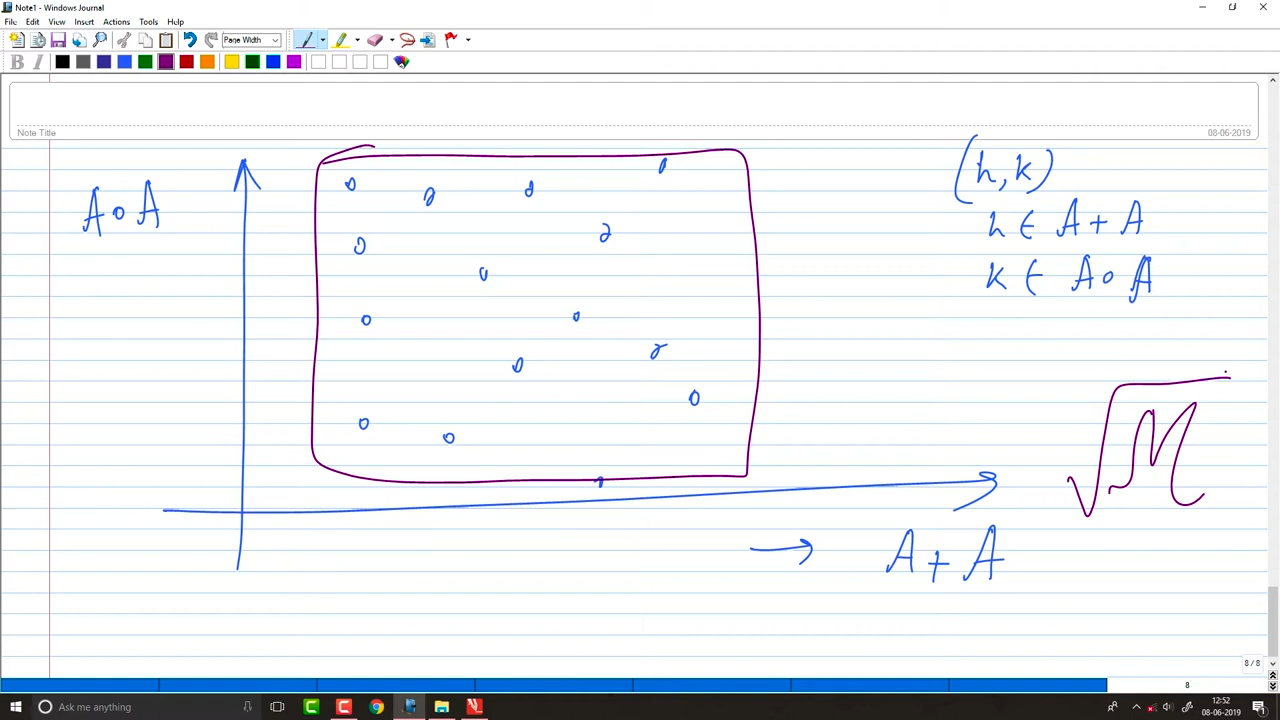 Note1 - Windows Journal
File Edit View Insert Actions Tools Help
Page Width
B I
Note Title
08-06-2019
(h, k)
A o A
h ∈ A + A
k ∈ A o A
√M
A + A
8 / 8
8
Ask me anything
12:52
08-06-2019